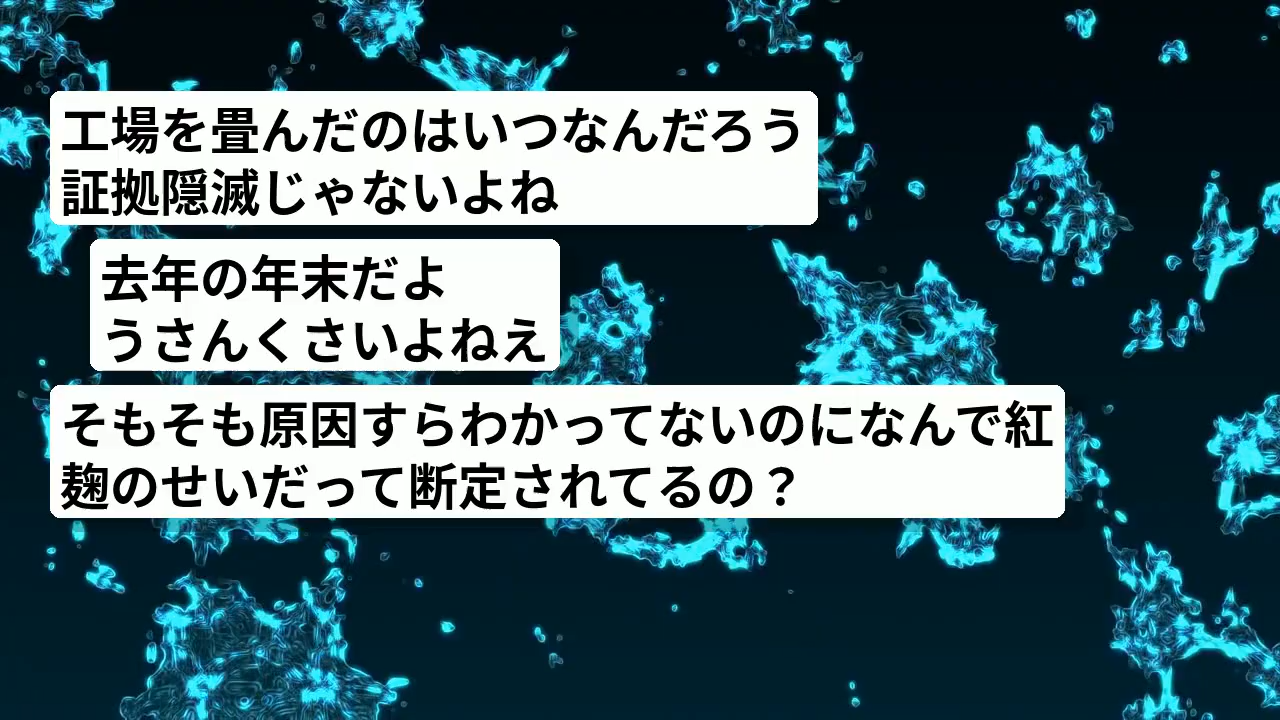 工場を畳んだのはいつなんだろう
証拠隠滅じゃないよね
去年の年末だよ
うさんくさいよねえ
そもそも原因すらわかってないのになんで紅
麹のせいだって断定されてるの？